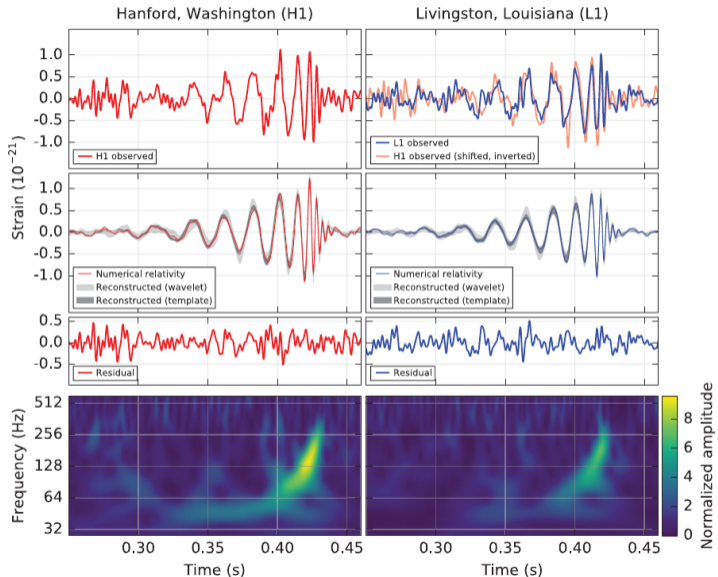 Hanford, Washington (H1)
Livingston, Louisiana (L1)
1.0
0.5
0.0
-0.5
-1.0
H1 observed
L1 observed
H1 observed (shifted, inverted)
Strain (10⁻²¹)
1.0
0.5
0.0
-0.5
-1.0
Numerical relativity
Reconstructed (wavelet)
Reconstructed (template)
Numerical relativity
Reconstructed (wavelet)
Reconstructed (template)
0.5
0.0
-0.5
Residual
Residual
Frequency (Hz)
512
256
128
64
32
0.30
0.35
0.40
0.45
Time (s)
0.30
0.35
0.40
0.45
Time (s)
8
6
4
2
0
Normalized amplitude